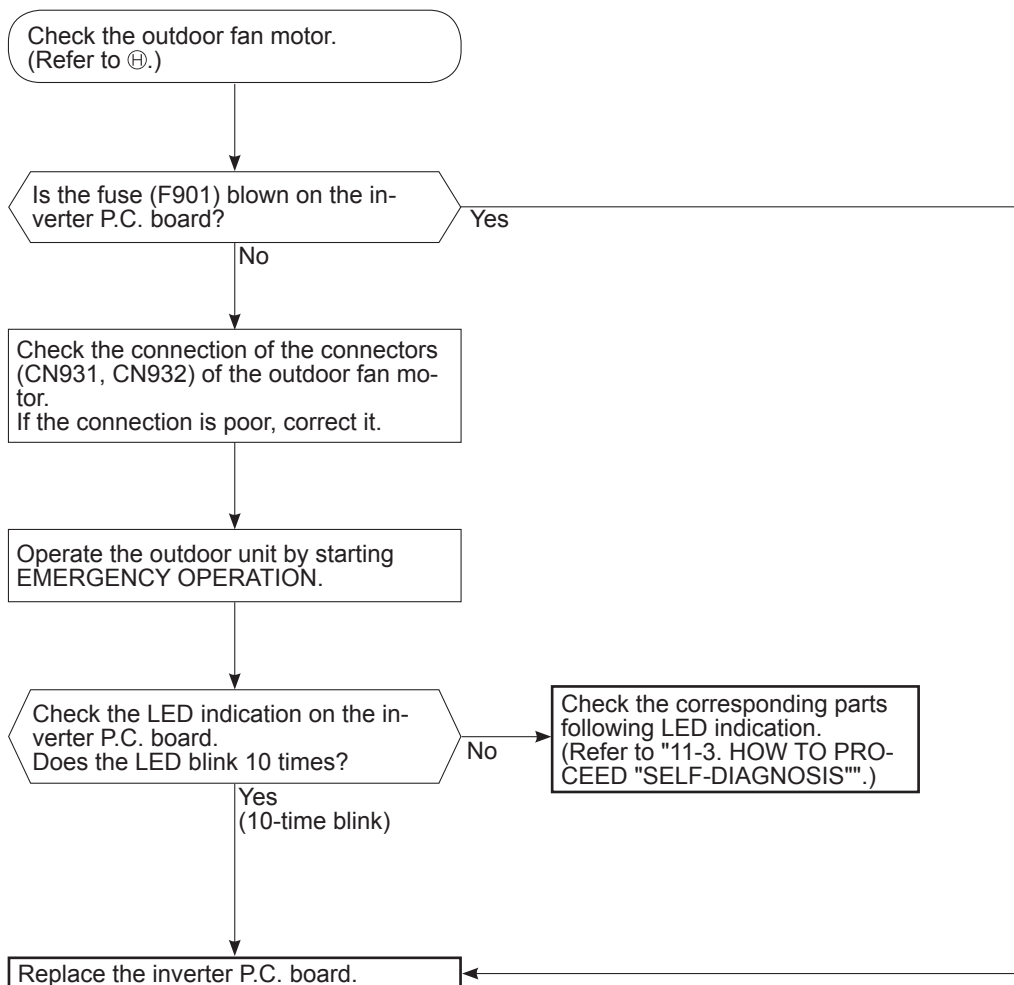 Check the outdoor fan motor.
(Refer to Ⓗ.)
Is the fuse (F901) blown on the in-
verter P.C. board?
Yes
No
Check the connection of the connectors
(CN931, CN932) of the outdoor fan mo-
tor.
If the connection is poor, correct it.
Operate the outdoor unit by starting
EMERGENCY OPERATION.
Check the LED indication on the in-
verter P.C. board.
Does the LED blink 10 times?
No
Check the corresponding parts
following LED indication.
(Refer to "11-3. HOW TO PRO-
CEED "SELF-DIAGNOSIS"".)
Yes
(10-time blink)
Replace the inverter P.C. board.